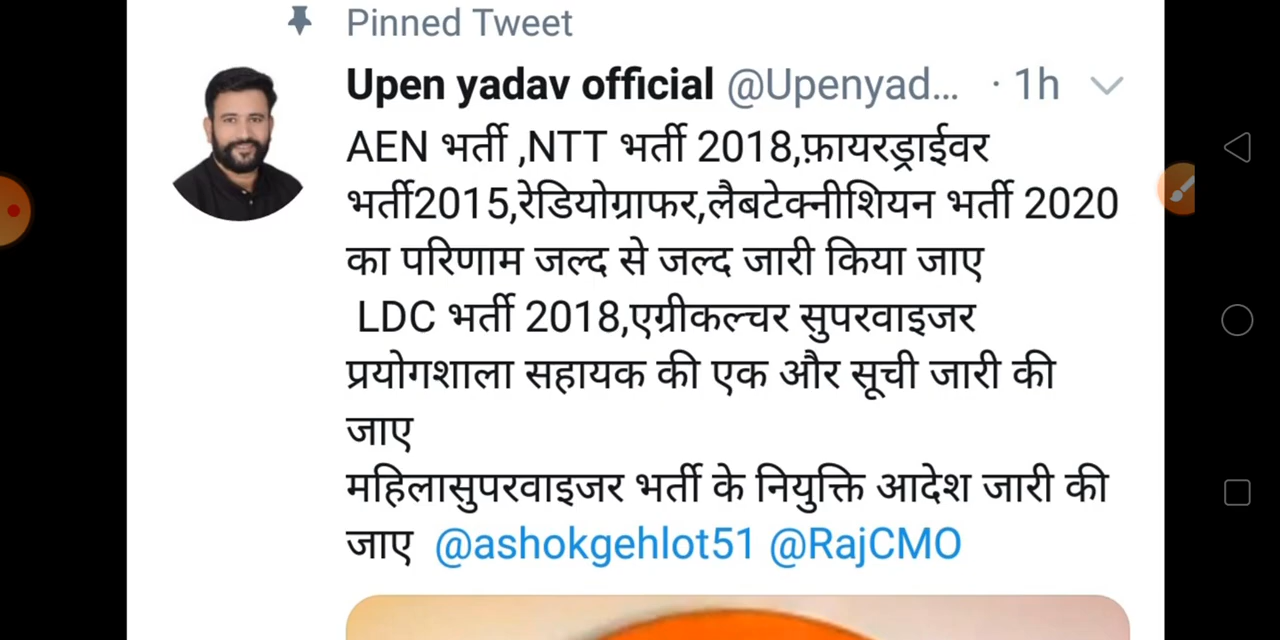 Pinned Tweet
Upen yadav official @Upenyad... · 1h
AEN भर्ती ,NTT भर्ती 2018,फ़ायरड्राईवर
भर्ती2015,रेडियोग्राफर,लैबटेक्नीशियन भर्ती 2020
का परिणाम जल्द से जल्द जारी किया जाए
LDC भर्ती 2018,एग्रीकल्चर सुपरवाइजर
प्रयोगशाला सहायक की एक और सूची जारी की
जाए
महिलासुपरवाइजर भर्ती के नियुक्ति आदेश जारी की
जाए @ashokgehlot51 @RajCMO